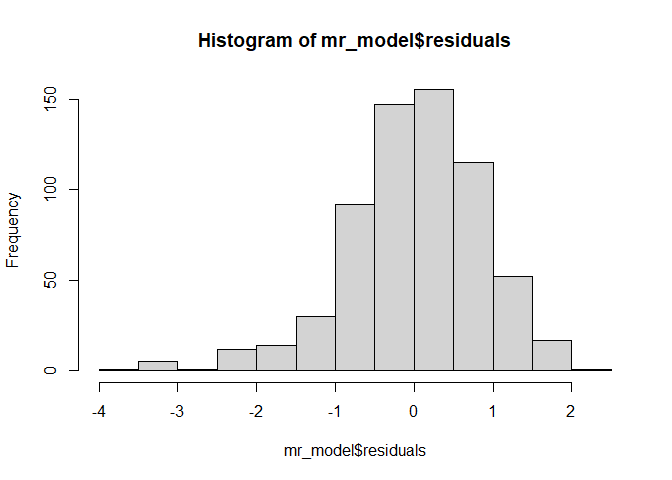 Histogram of mr_model$residuals
Frequency
150
100
50
0
-4 -3 -2 -1 0 1 2
mr_model$residuals